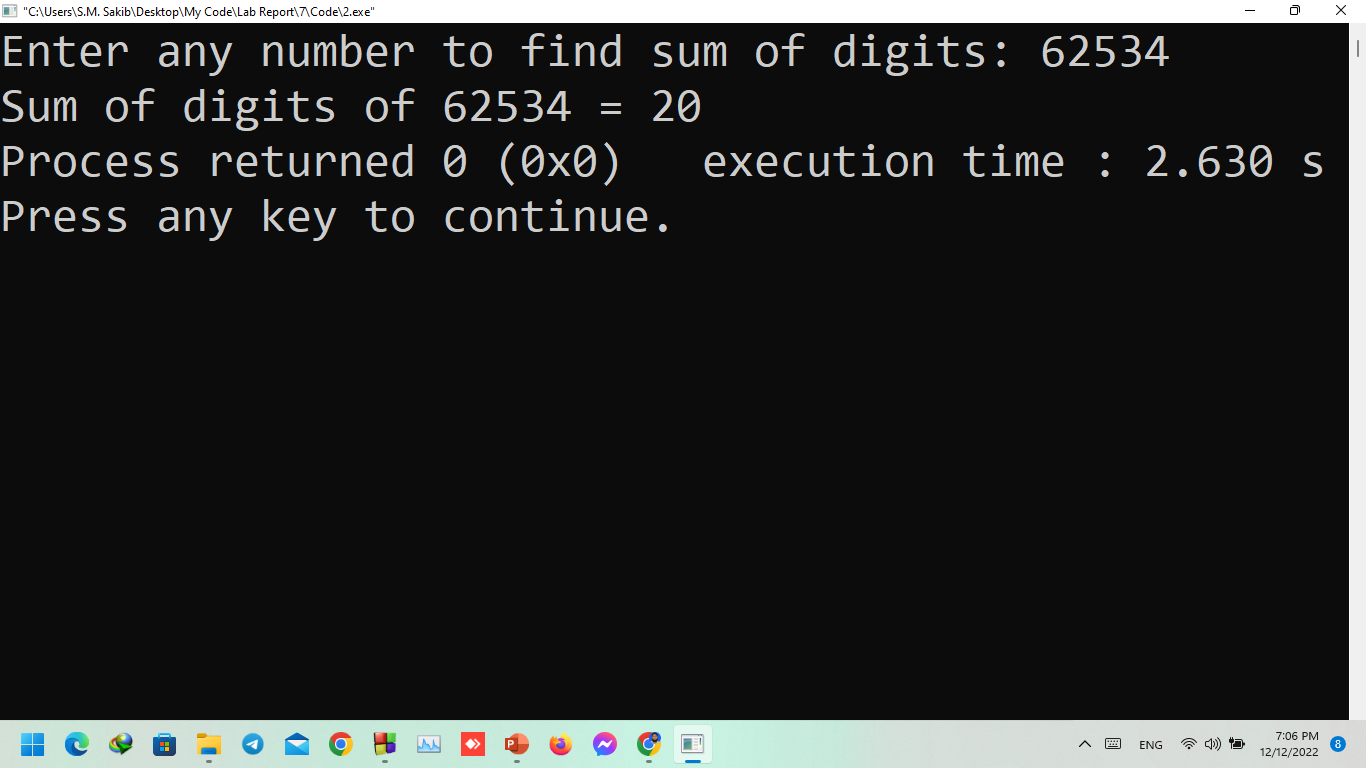 "C:\Users\S.M. Sakib\Desktop\My Code\Lab Report\7\Code\2.exe"
Enter any number to find sum of digits: 62534
Sum of digits of 62534 = 20
Process returned 0 (0x0)   execution time : 2.630 s
Press any key to continue.
ENG
7:06 PM
12/12/2022
8